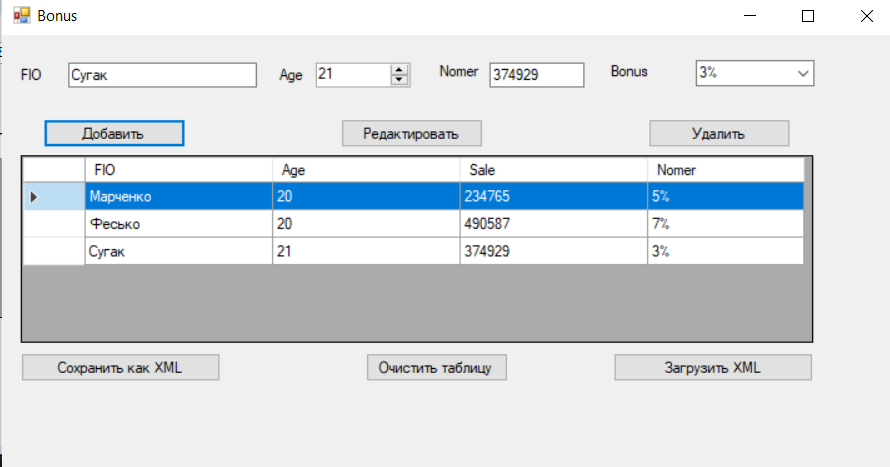 Bonus
FIO Сугак Age 21 Nomer 374929 Bonus 3%
Добавить Редактировать Удалить
FIO Age Sale Nomer
Марченко 20 234765 5%
Фесько 20 490587 7%
Сугак 21 374929 3%
Сохранить как XML Очистить таблицу Загрузить XML